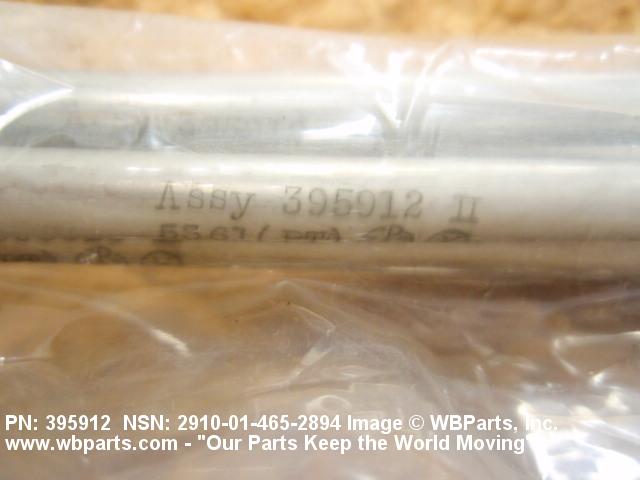 Assy 395912 II
PN: 395912 NSN: 2910-01-465-2894 Image © WBParts, Inc.
www.wbparts.com - "Our Parts Keep the World Moving"